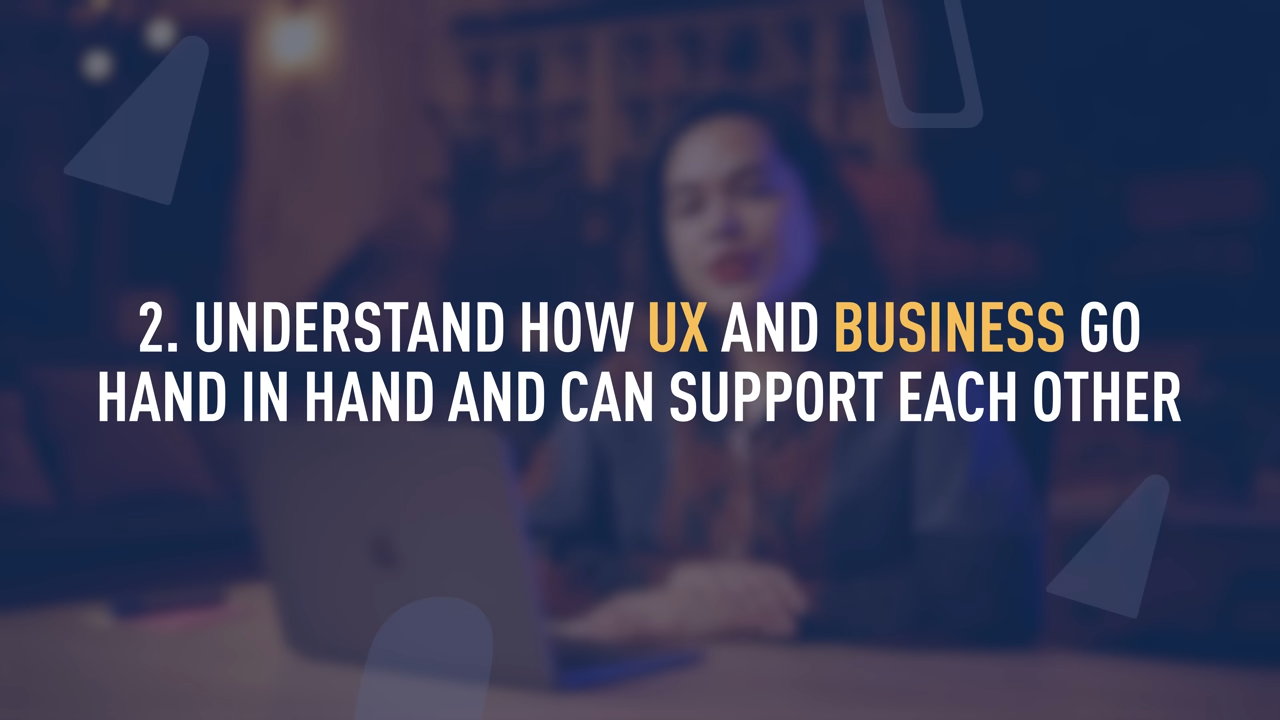 2. UNDERSTAND HOW UX AND BUSINESS GO
HAND IN HAND AND CAN SUPPORT EACH OTHER